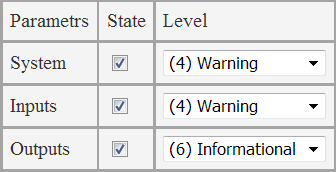 Parametrs State Level
System (4) Warning
Inputs (4) Warning
Outputs (6) Informational